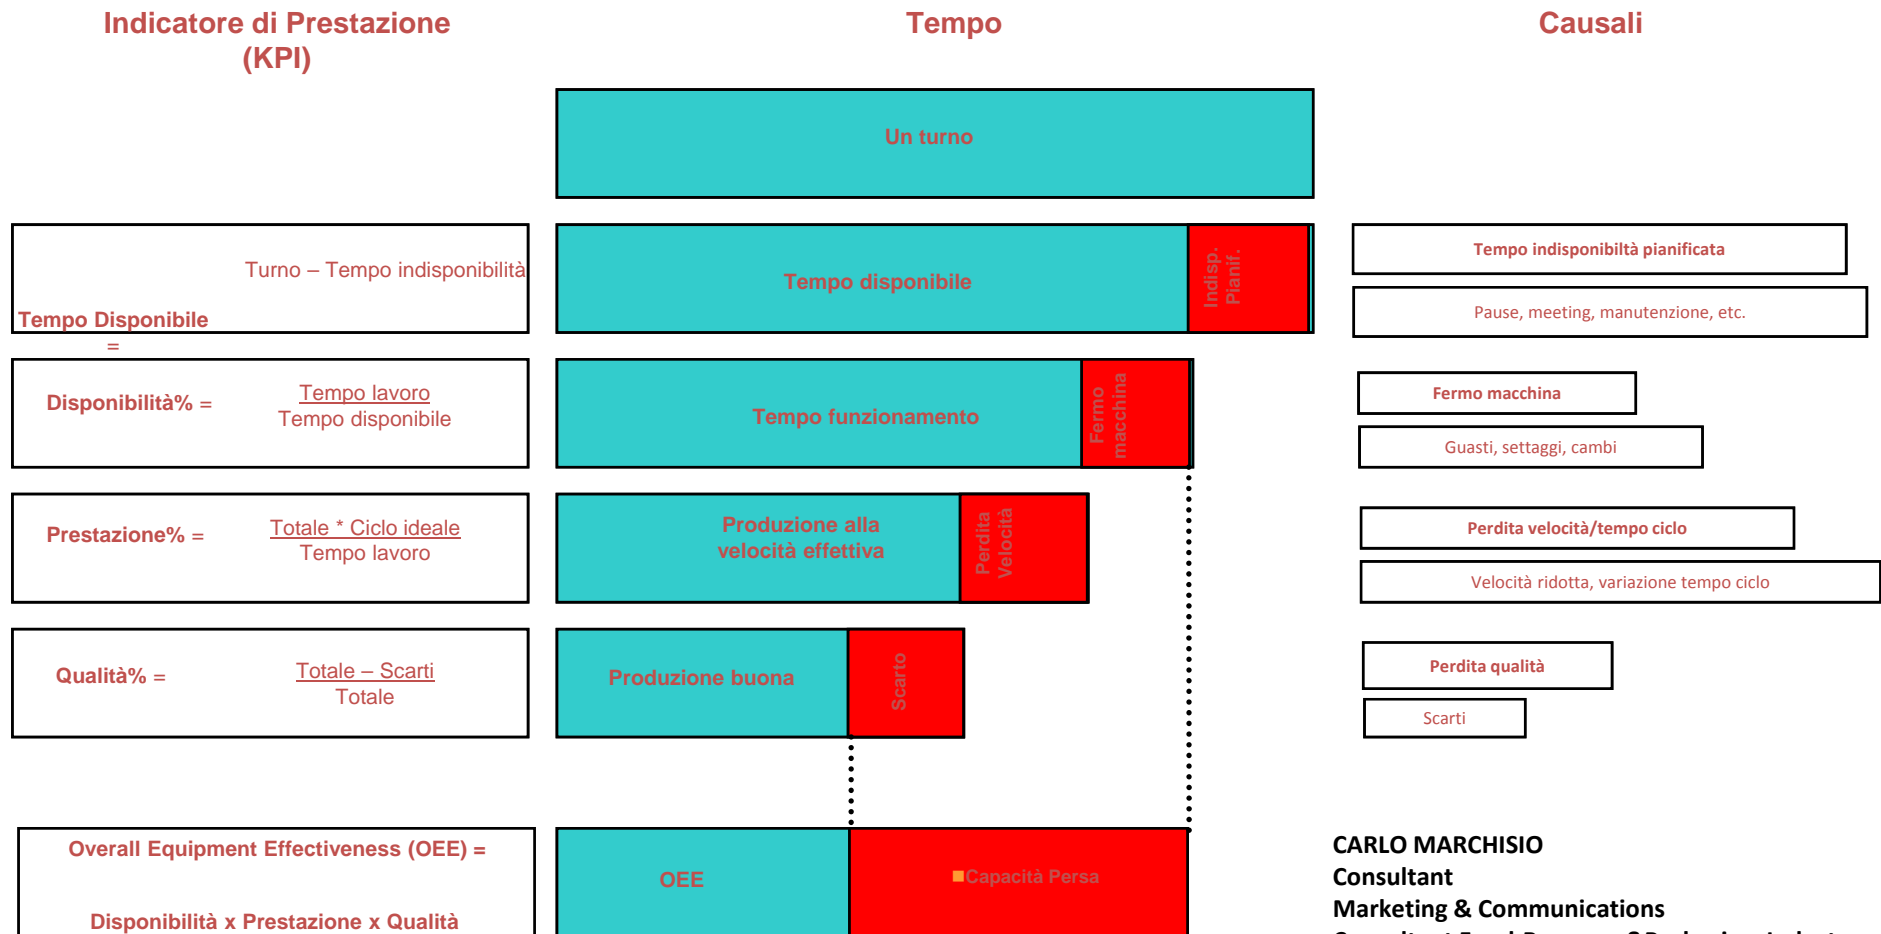 Indicatore di Prestazione
(KPI)
Tempo
Causali
Un turno
Turno – Tempo indisponibilità
Tempo Disponibile
=
Tempo disponibile
Indisp.
Pianif.
Tempo indisponibiltà pianificata
Pause, meeting, manutenzione, etc.
Disponibilità% =
Tempo lavoro
Tempo disponibile
Tempo funzionamento
Fermo
macchina
Fermo macchina
Guasti, settaggi, cambi
Prestazione% =
Totale * Ciclo ideale
Tempo lavoro
Produzione alla
velocità effettiva
Perdita
Velocità
Perdita velocità/tempo ciclo
Velocità ridotta, variazione tempo ciclo
Qualità% =
Totale – Scarti
Totale
Produzione buona
Scarto
Perdita qualità
Scarti
Overall Equipment Effectiveness (OEE) =
Disponibilità x Prestazione x Qualità
OEE
Capacità Persa
CARLO MARCHISIO
Consultant
Marketing & Communications